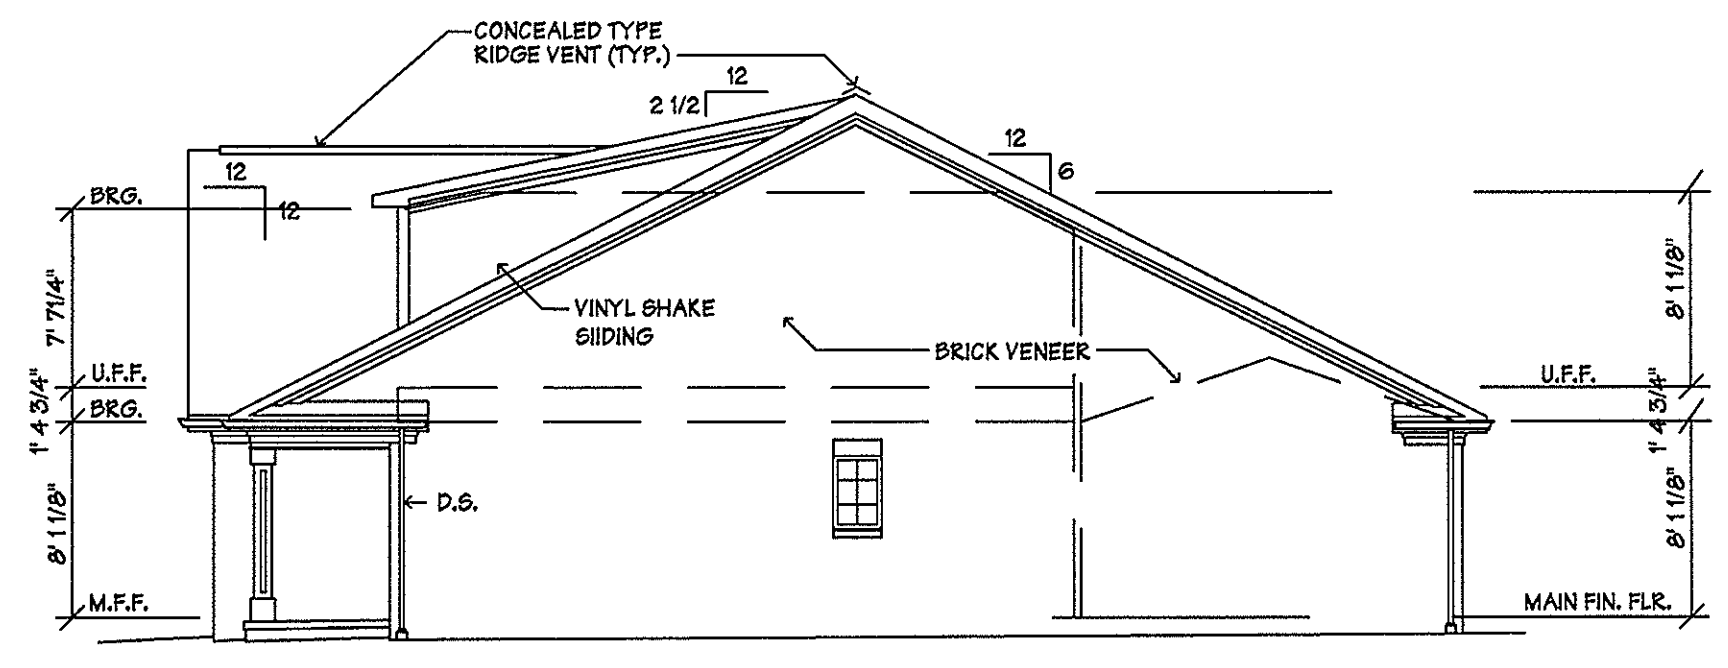 CONCEALED TYPE
RIDGE VENT (TYP.)
12
2 1/2
12
6
12
12
BRG.
7' 7 1/4"
8' 1 1/8"
VINYL SHAKE
SIIDING
BRICK VENEER
U.F.F.
U.F.F.
1' 4 3/4"
1' 4 3/4"
BRG.
D.S.
8' 1 1/8"
8' 1 1/8"
M.F.F.
MAIN FIN. FLR.